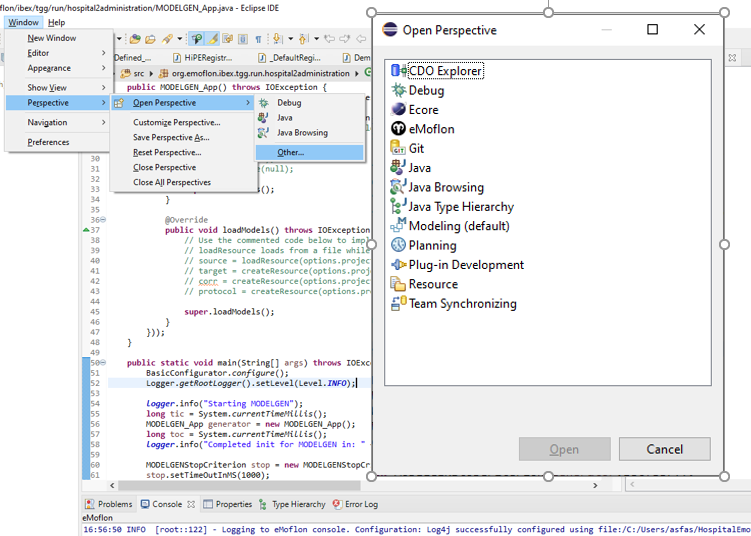 moflon/ibex/tgg/run/hospital2administration/MODELGEN_App.java - Eclipse IDE
Window Help
New Window
Editor
Appearance
Show View
Perspective
Navigation
Preferences
Open Perspective
Customize Perspective...
Save Perspective As...
Reset Perspective...
Close Perspective
Close All Perspectives
Debug
Java
Java Browsing
Other...
Defined_... HiPERegistr... _DefaultRegi... Dem
src org.emoflon.ibex.tgg.run.hospital2administration
public MODELGEN_App() throws IOException {
30
31 (null);
32
33 s();
34 }
35
36 @Override
37 public void loadModels() throws IOException
38 // Use the commented code below to impl
39 // loadResource loads from a file while
40 // source = loadResource(options.project
41 // target = createResource(options.proje
42 // corr = createResource(options.project
43 // protocol = createResource(options.pro
44
45 super.loadModels();
46 }
47 }));
48 }
49
50 public static void main(String[] args) throws IOExce
51 BasicConfigurator.configure();
52 Logger.getRootLogger().setLevel(Level.INFO);
53
54 logger.info("Starting MODELGEN");
55 long tic = System.currentTimeMillis();
56 MODELGEN_App generator = new MODELGEN_App();
57 long toc = System.currentTimeMillis();
58 logger.info("Completed init for MODELGEN in: "
59
60 MODELGENStopCriterion stop = new MODELGENStopCr
61 stop.setTimeOutInMS(1000);
Problems Console Properties Type Hierarchy Error Log
eMoflon
16:56:50 INFO [root::122] - Logging to eMoflon console. Configuration: Log4j successfully configured using file:/C:/Users/asfas/HospitalEmo
Open Perspective
CDO Explorer
Debug
Ecore
eMoflon
Git
Java
Java Browsing
Java Type Hierarchy
Modeling (default)
Planning
Plug-in Development
Resource
Team Synchronizing
Open Cancel